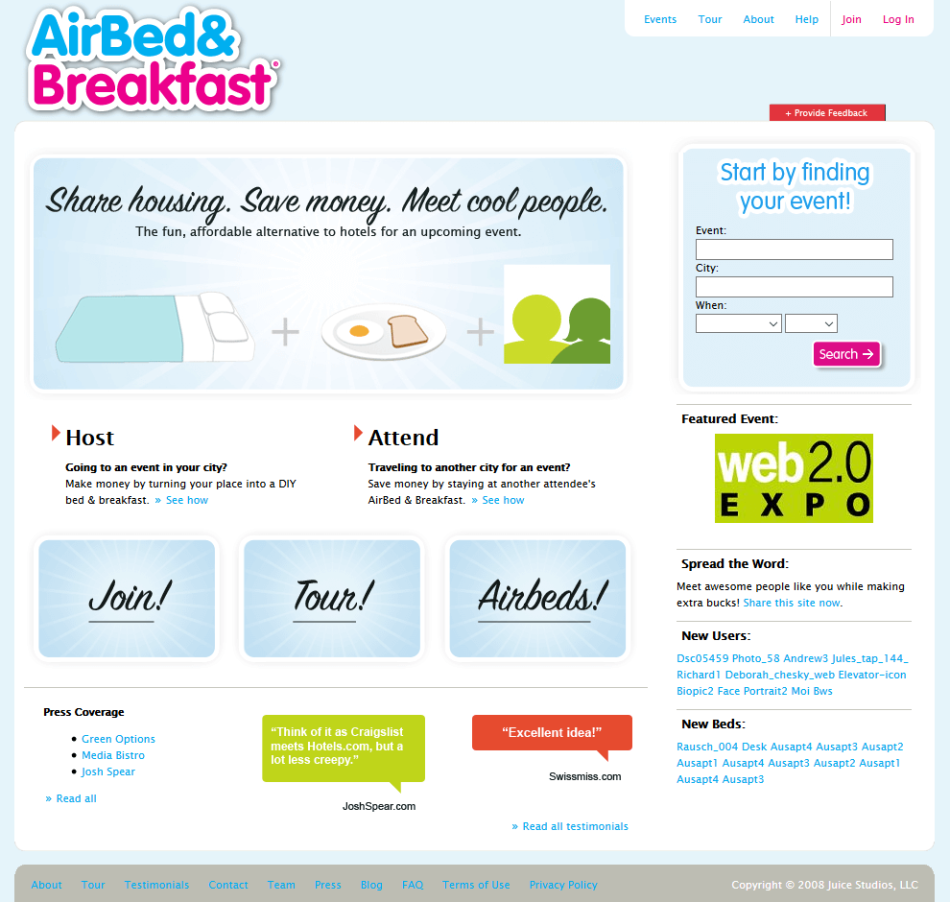 AirBed&
Breakfast
Events Tour About Help Join Log In
+ Provide Feedback
Share housing. Save money. Meet cool people.
The fun, affordable alternative to hotels for an upcoming event.
Start by finding
your event!
Event:
City:
When:
Search →
Host
Going to an event in your city?
Make money by turning your place into a DIY
bed & breakfast. » See how
Attend
Traveling to another city for an event?
Save money by staying at another attendee's
AirBed & Breakfast. » See how
Featured Event:
web2.0
EXPO
Join!
Tour!
Airbeds!
Spread the Word:
Meet awesome people like you while making
extra bucks! Share this site now.
New Users:
Dsc05459 Photo_58 Andrew3 Jules_tap_144_
Richard1 Deborah_chesky_web Elevator-icon
Biopic2 Face Portrait2 Moi Bws
New Beds:
Rausch_004 Desk Ausapt4 Ausapt3 Ausapt2
Ausapt1 Ausapt4 Ausapt3 Ausapt2 Ausapt1
Ausapt4 Ausapt3
Press Coverage
• Green Options
• Media Bistro
• Josh Spear
» Read all
“Think of it as Craigslist
meets Hotels.com, but a
lot less creepy.”
JoshSpear.com
“Excellent idea!”
Swissmiss.com
» Read all testimonials
About Tour Testimonials Contact Team Press Blog FAQ Terms of Use Privacy Policy
Copyright © 2008 Juice Studios, LLC